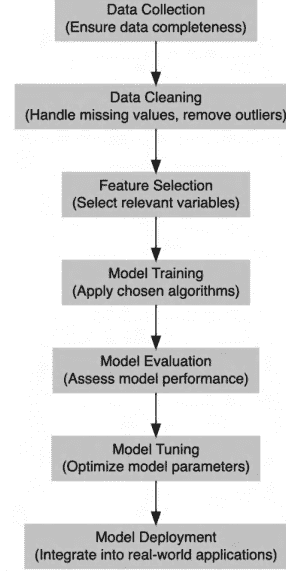 Data Collection
(Ensure data completeness)
Data Cleaning
(Handle missing values, remove outliers)
Feature Selection
(Select relevant variables)
Model Training
(Apply chosen algorithms)
Model Evaluation
(Assess model performance)
Model Tuning
(Optimize model parameters)
Model Deployment
(Integrate into real-world applications)